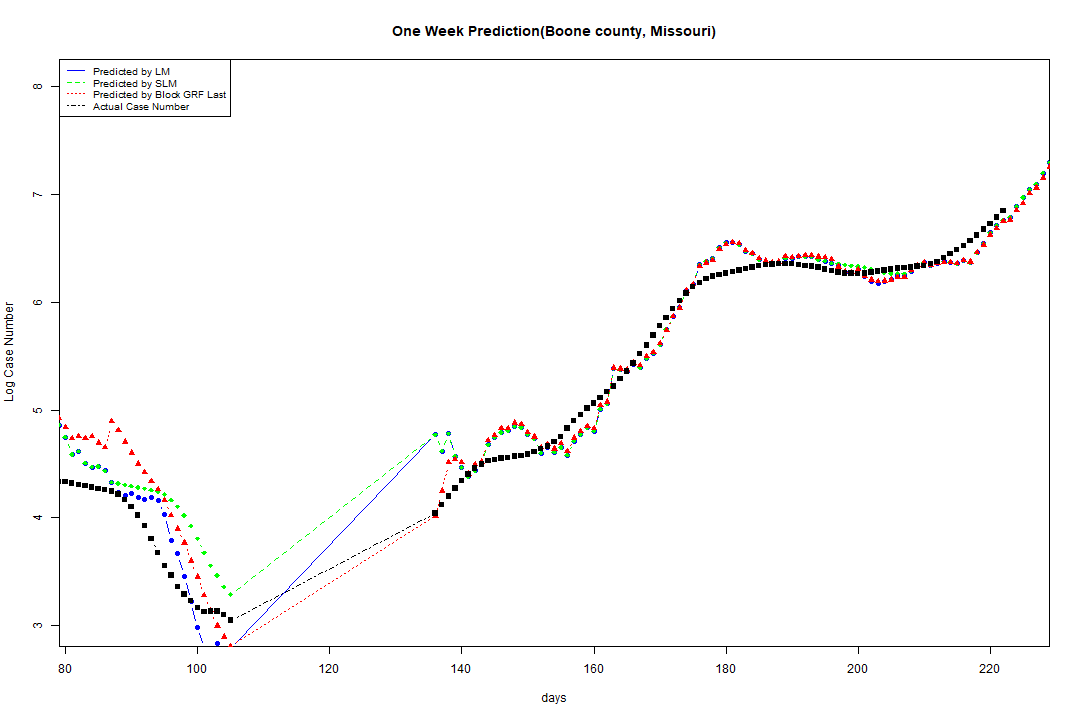 One Week Prediction(Boone county, Missouri)
Predicted by LM
Predicted by SLM
Predicted by Block GRF Last
Actual Case Number
8
7
6
5
4
3
Log Case Number
80 100 120 140 160 180 200 220
days